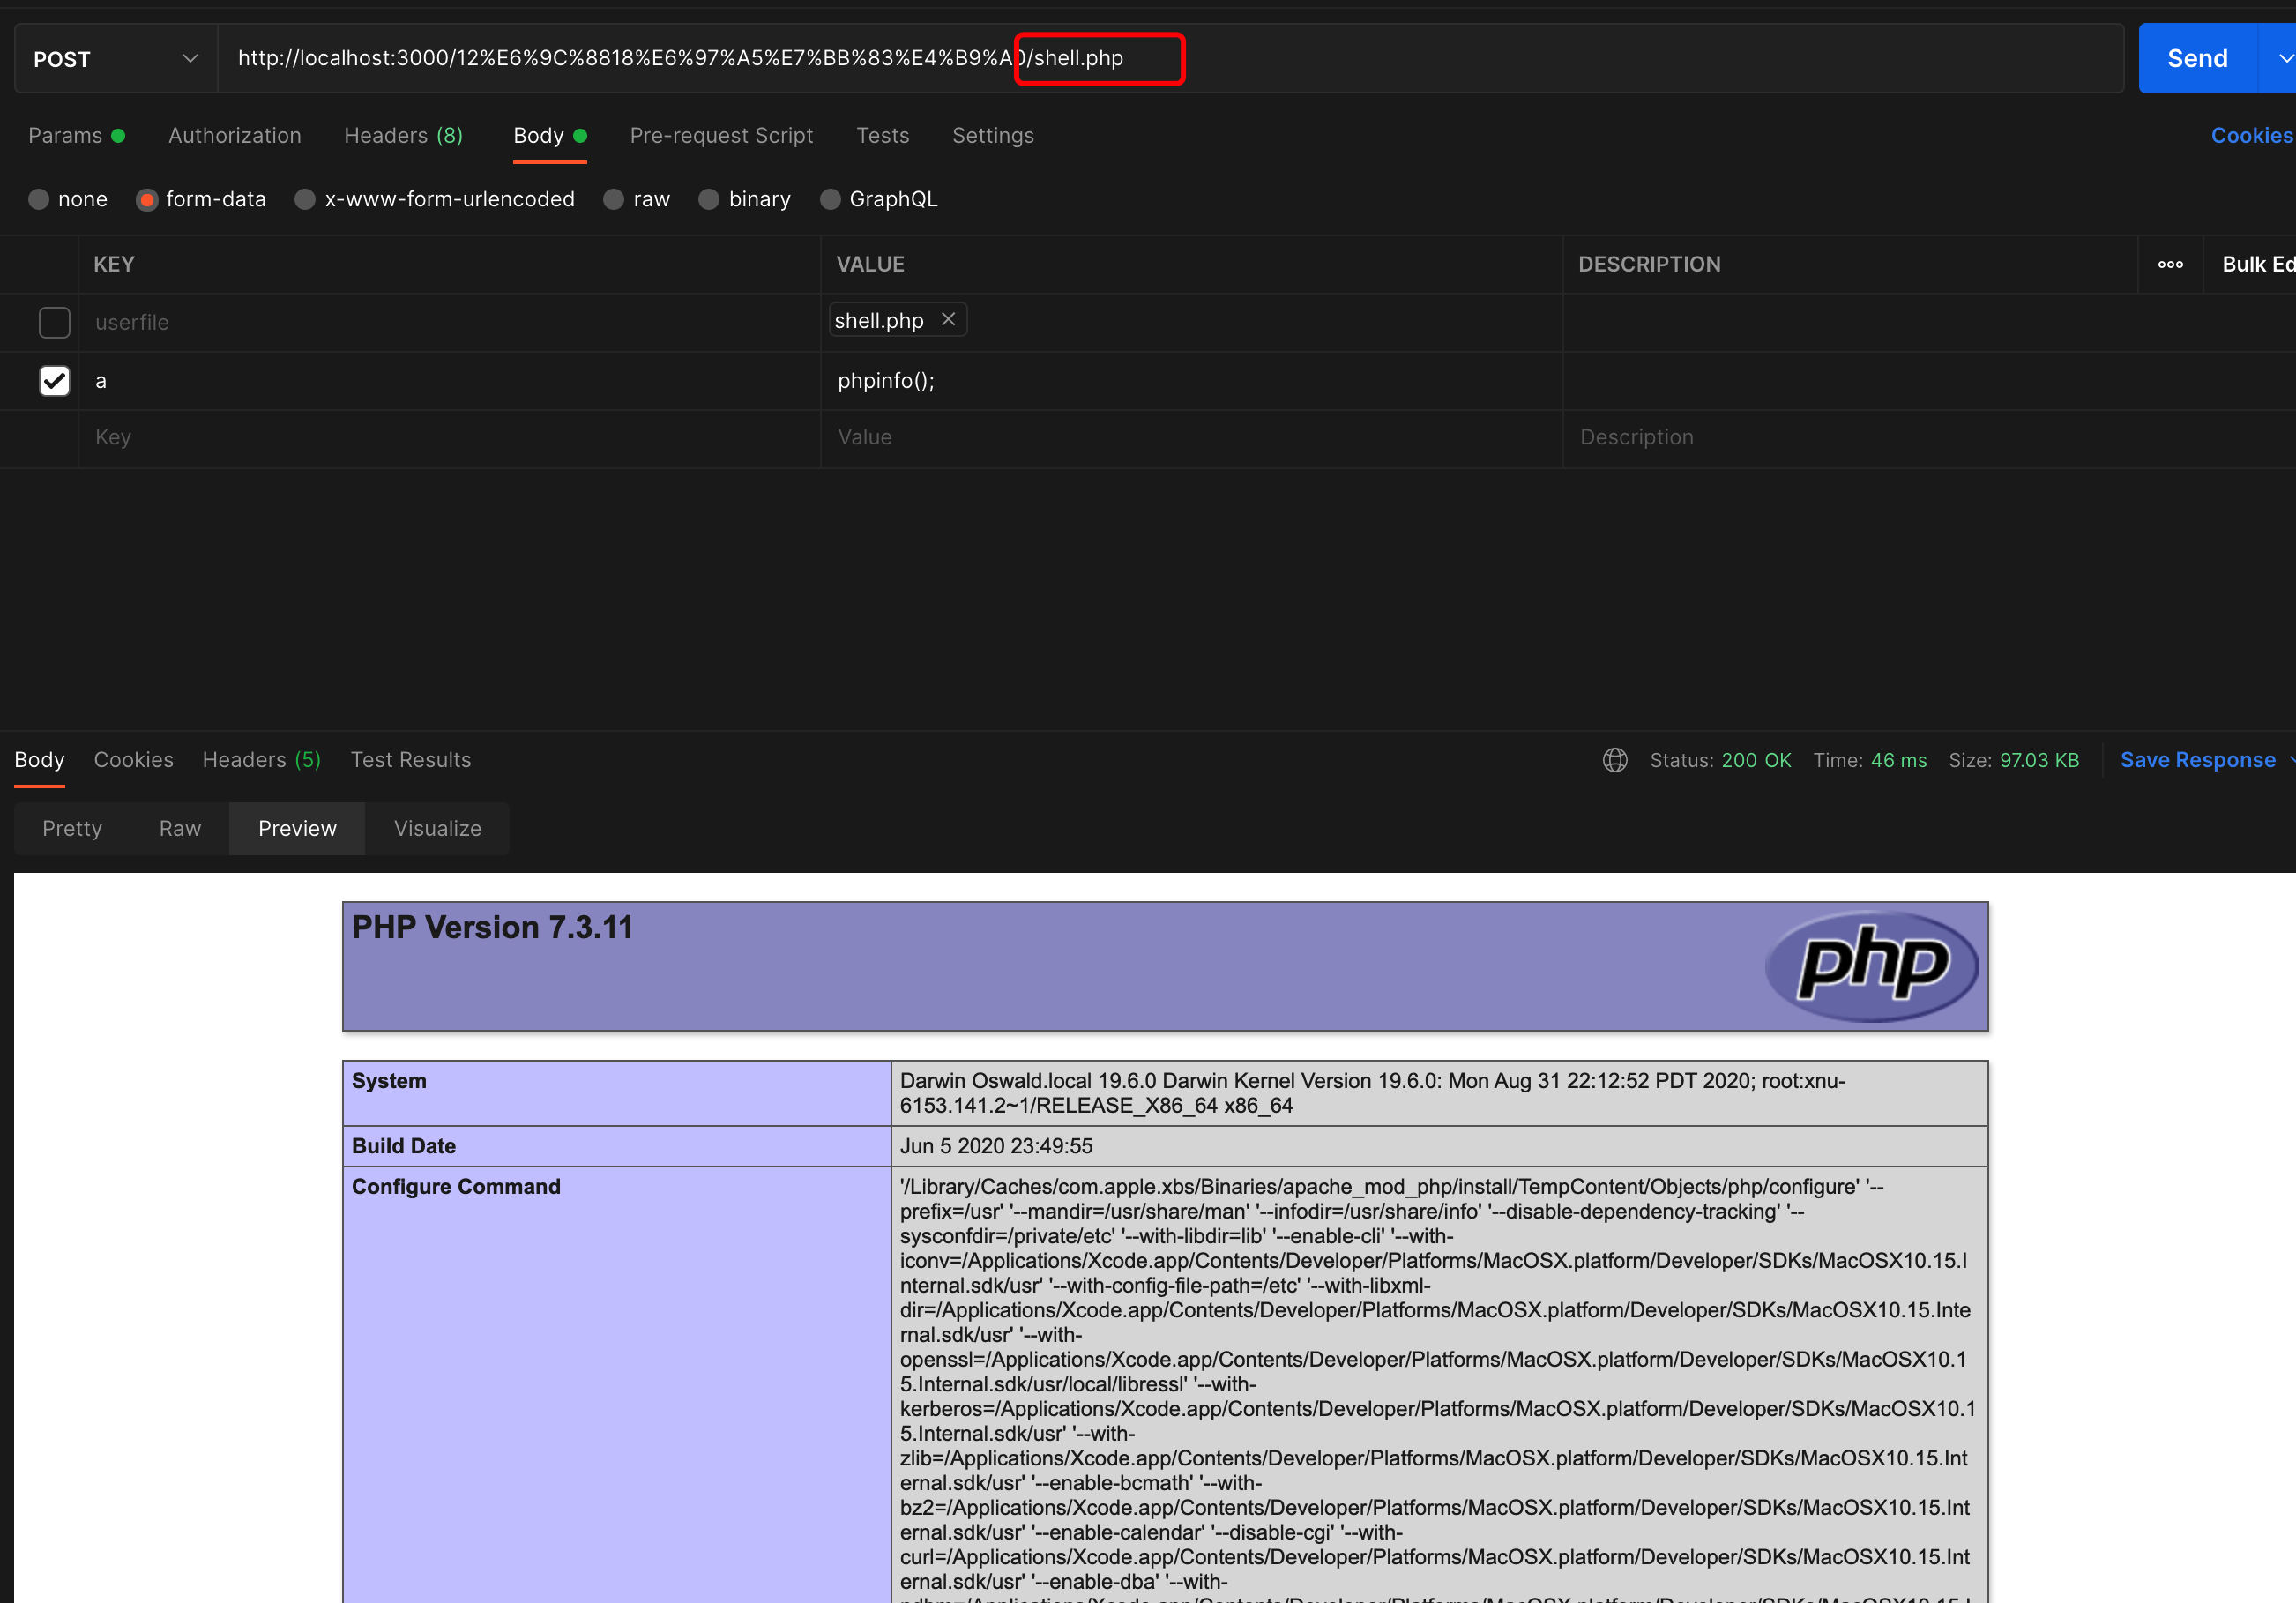 POST
http://localhost:3000/12%E6%9C%8818%E6%97%A5%E7%BB%83%E4%B9%A0/shell.php
Send
Params
Authorization
Headers (8)
Body
Pre-request Script
Tests
Settings
Cookies
none
form-data
x-www-form-urlencoded
raw
binary
GraphQL
KEY
VALUE
DESCRIPTION
Bulk Ed
userfile
shell.php
a
phpinfo();
Key
Value
Description
Body
Cookies
Headers (5)
Test Results
Status: 200 OK
Time: 46 ms
Size: 97.03 KB
Save Response
Pretty
Raw
Preview
Visualize
PHP Version 7.3.11
php
System
Darwin Oswald.local 19.6.0 Darwin Kernel Version 19.6.0: Mon Aug 31 22:12:52 PDT 2020; root:xnu-
6153.141.2~1/RELEASE_X86_64 x86_64
Build Date
Jun 5 2020 23:49:55
Configure Command
'/Library/Caches/com.apple.xbs/Binaries/apache_mod_php/install/TempContent/Objects/php/configure' '--
prefix=/usr' '--mandir=/usr/share/man' '--infodir=/usr/share/info' '--disable-dependency-tracking' '--
sysconfdir=/private/etc' '--with-libdir=lib' '--enable-cli' '--with-
iconv=/Applications/Xcode.app/Contents/Developer/Platforms/MacOSX.platform/Developer/SDKs/MacOSX10.15.I
nternal.sdk/usr' '--with-config-file-path=/etc' '--with-libxml-
dir=/Applications/Xcode.app/Contents/Developer/Platforms/MacOSX.platform/Developer/SDKs/MacOSX10.15.Inte
rnal.sdk/usr' '--with-
openssl=/Applications/Xcode.app/Contents/Developer/Platforms/MacOSX.platform/Developer/SDKs/MacOSX10.1
5.Internal.sdk/usr/local/libressl' '--with-
kerberos=/Applications/Xcode.app/Contents/Developer/Platforms/MacOSX.platform/Developer/SDKs/MacOSX10.1
5.Internal.sdk/usr' '--with-
zlib=/Applications/Xcode.app/Contents/Developer/Platforms/MacOSX.platform/Developer/SDKs/MacOSX10.15.Int
ernal.sdk/usr' '--enable-bcmath' '--with-
bz2=/Applications/Xcode.app/Contents/Developer/Platforms/MacOSX.platform/Developer/SDKs/MacOSX10.15.Int
ernal.sdk/usr' '--enable-calendar' '--disable-cgi' '--with-
curl=/Applications/Xcode.app/Contents/Developer/Platforms/MacOSX.platform/Developer/SDKs/MacOSX10.15.Int
ernal.sdk/usr' '--enable-dba' '--with-